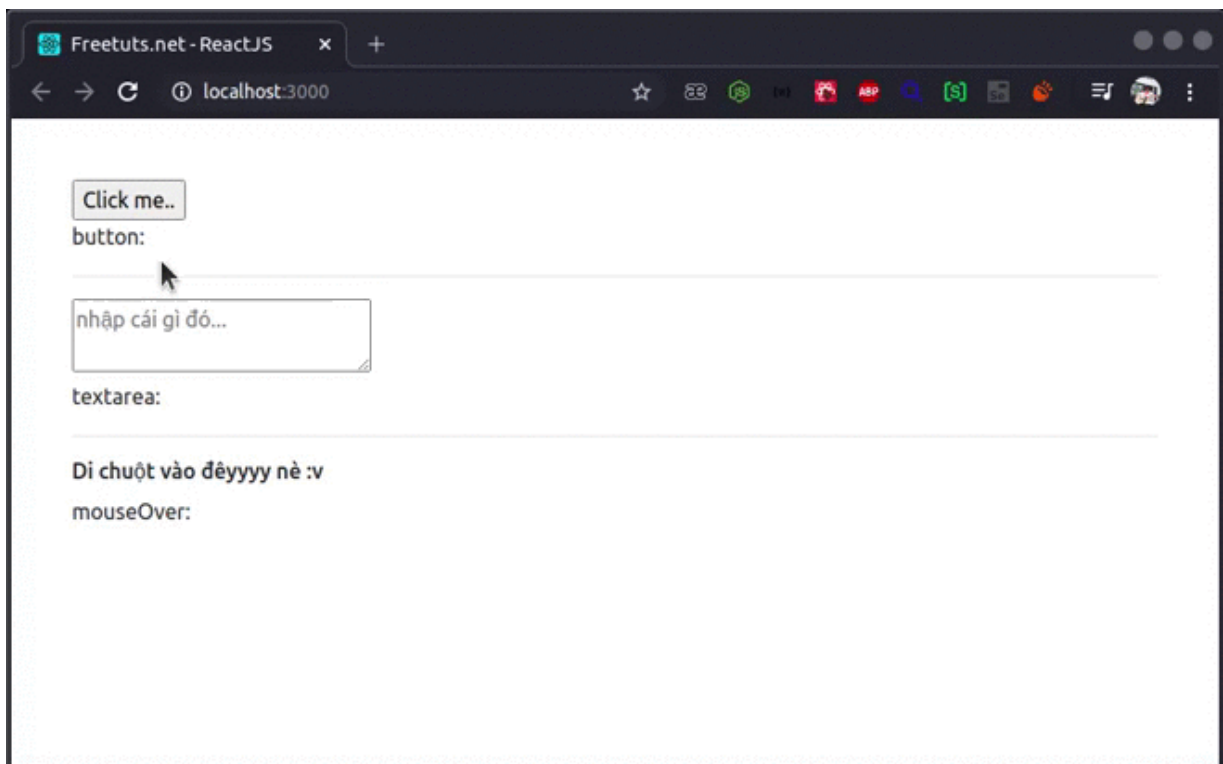 Freetuts.net - ReactJS
localhost:3000
ABP
Click me..
button:
nhập cái gì đó...
textarea:
Di chuột vào đêyyyy nè :v
mouseOver: